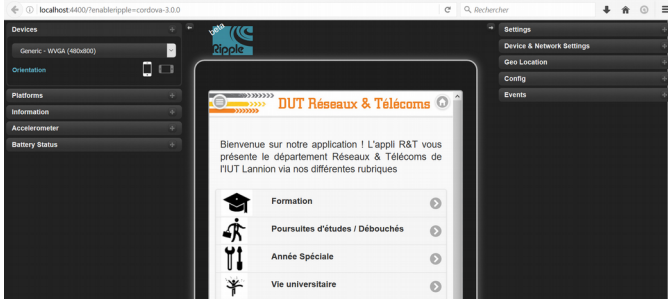 localhost:4400/?enableripple=cordova-3.0.0
Rechercher
Devices
Generic - WVGA (480x800)
Orientation
Platforms
Information
Accelerometer
Battery Status
bêta
Ripple
Settings
Device & Network Settings
Geo Location
Config
Events
DUT Réseaux & Télécoms
Bienvenue sur notre application ! L'appli R&T vous
présente le département Réseaux & Télécoms de
l'IUT Lannion via nos différentes rubriques
Formation
Poursuites d'études / Débouchés
Année Spéciale
Vie universitaire